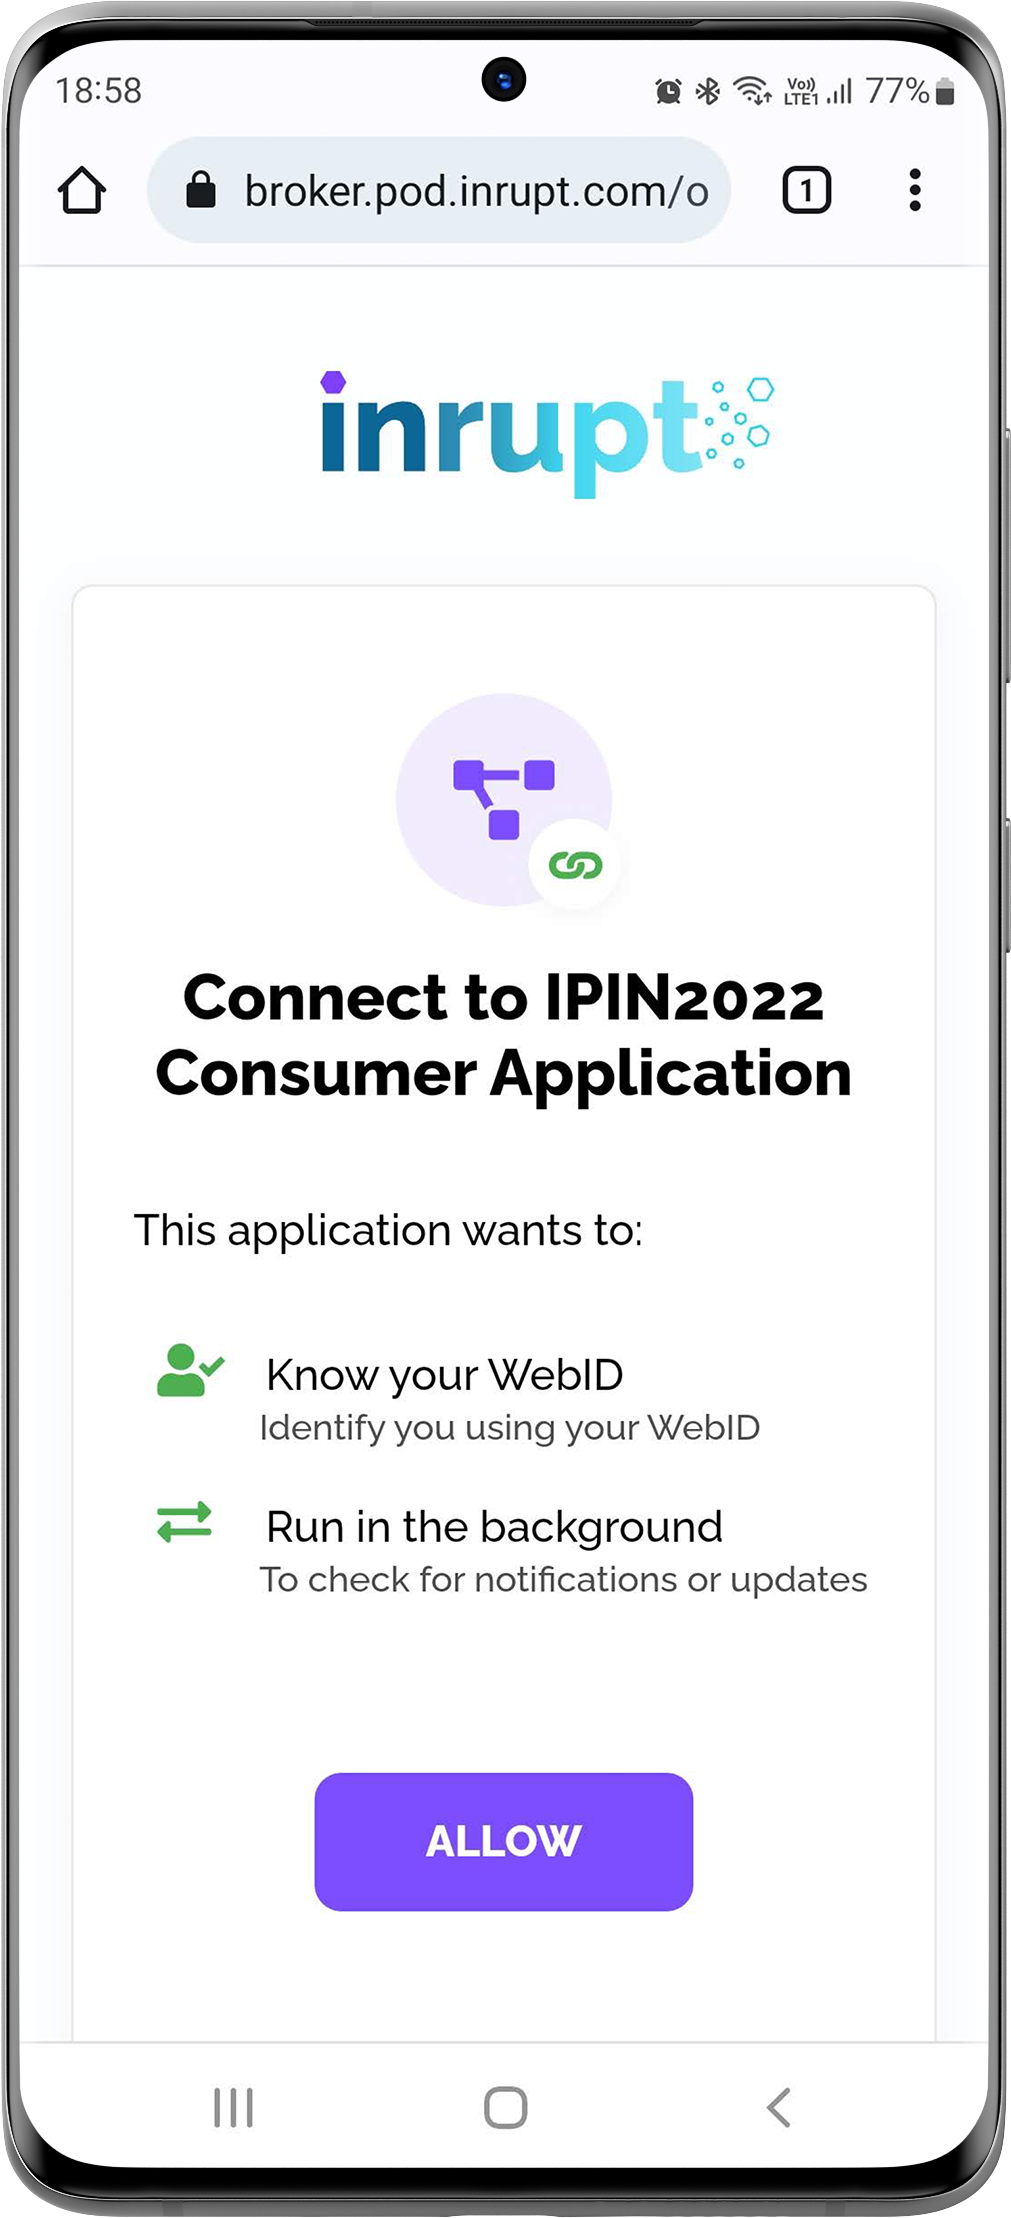 18:58
Vo)) LTE1 77%
broker.pod.inrupt.com/o
1
inrupt
Connect to IPIN2022
Consumer Application
This application wants to:
Know your WebID
Identify you using your WebID
Run in the background
To check for notifications or updates
ALLOW